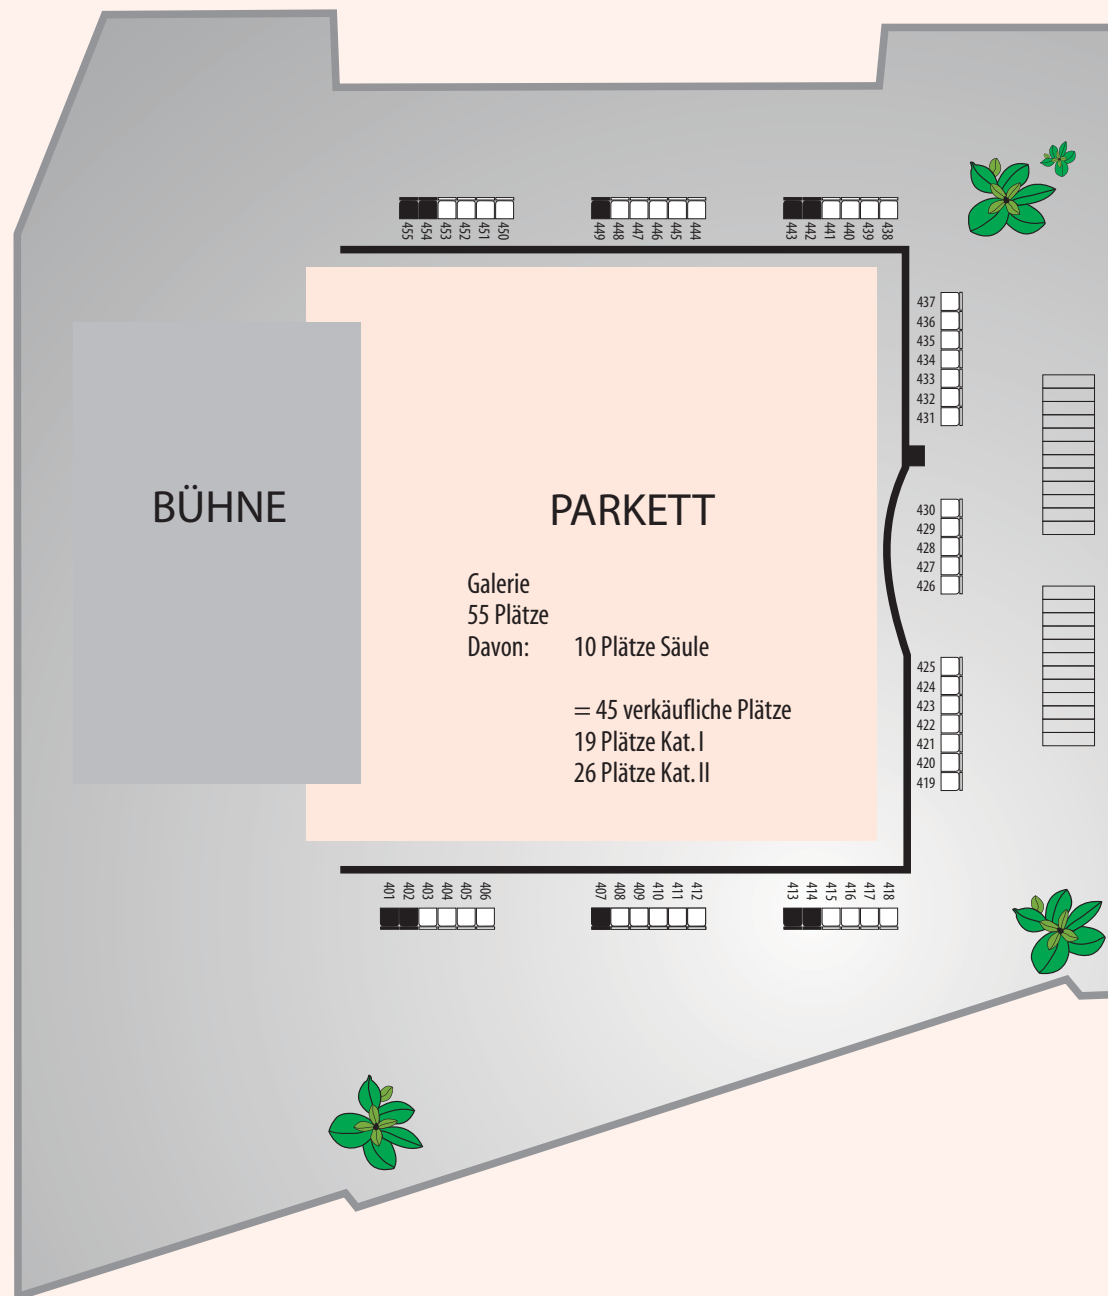 455 454 453 452 451 450
449 448 447 446 445 444
443 442 441 440 439 438
437
436
435
434
433
432
431
BÜHNE
PARKETT
430
429
428
427
426
Galerie
55 Plätze
Davon: 10 Plätze Säule
= 45 verkäufliche Plätze
19 Plätze Kat. I
26 Plätze Kat. II
425
424
423
422
421
420
419
401 402 403 404 405 406
407 408 409 410 411 412
413 414 415 416 417 418